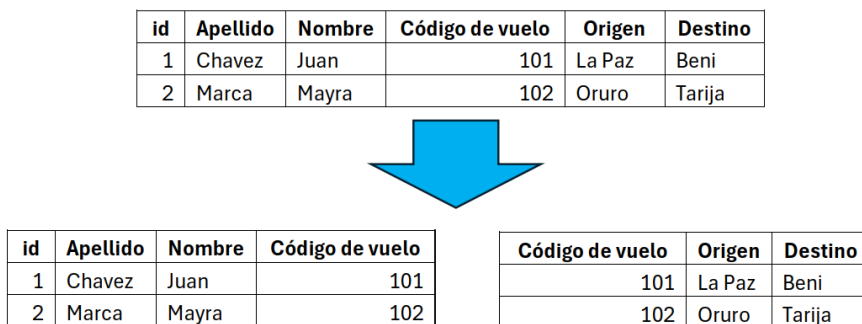 id Apellido Nombre Código de vuelo Origen Destino
1 Chavez Juan 101 La Paz Beni
2 Marca Mayra 102 Oruro Tarija
id Apellido Nombre Código de vuelo
1 Chavez Juan 101
2 Marca Mayra 102
Código de vuelo Origen Destino
101 La Paz Beni
102 Oruro Tarija